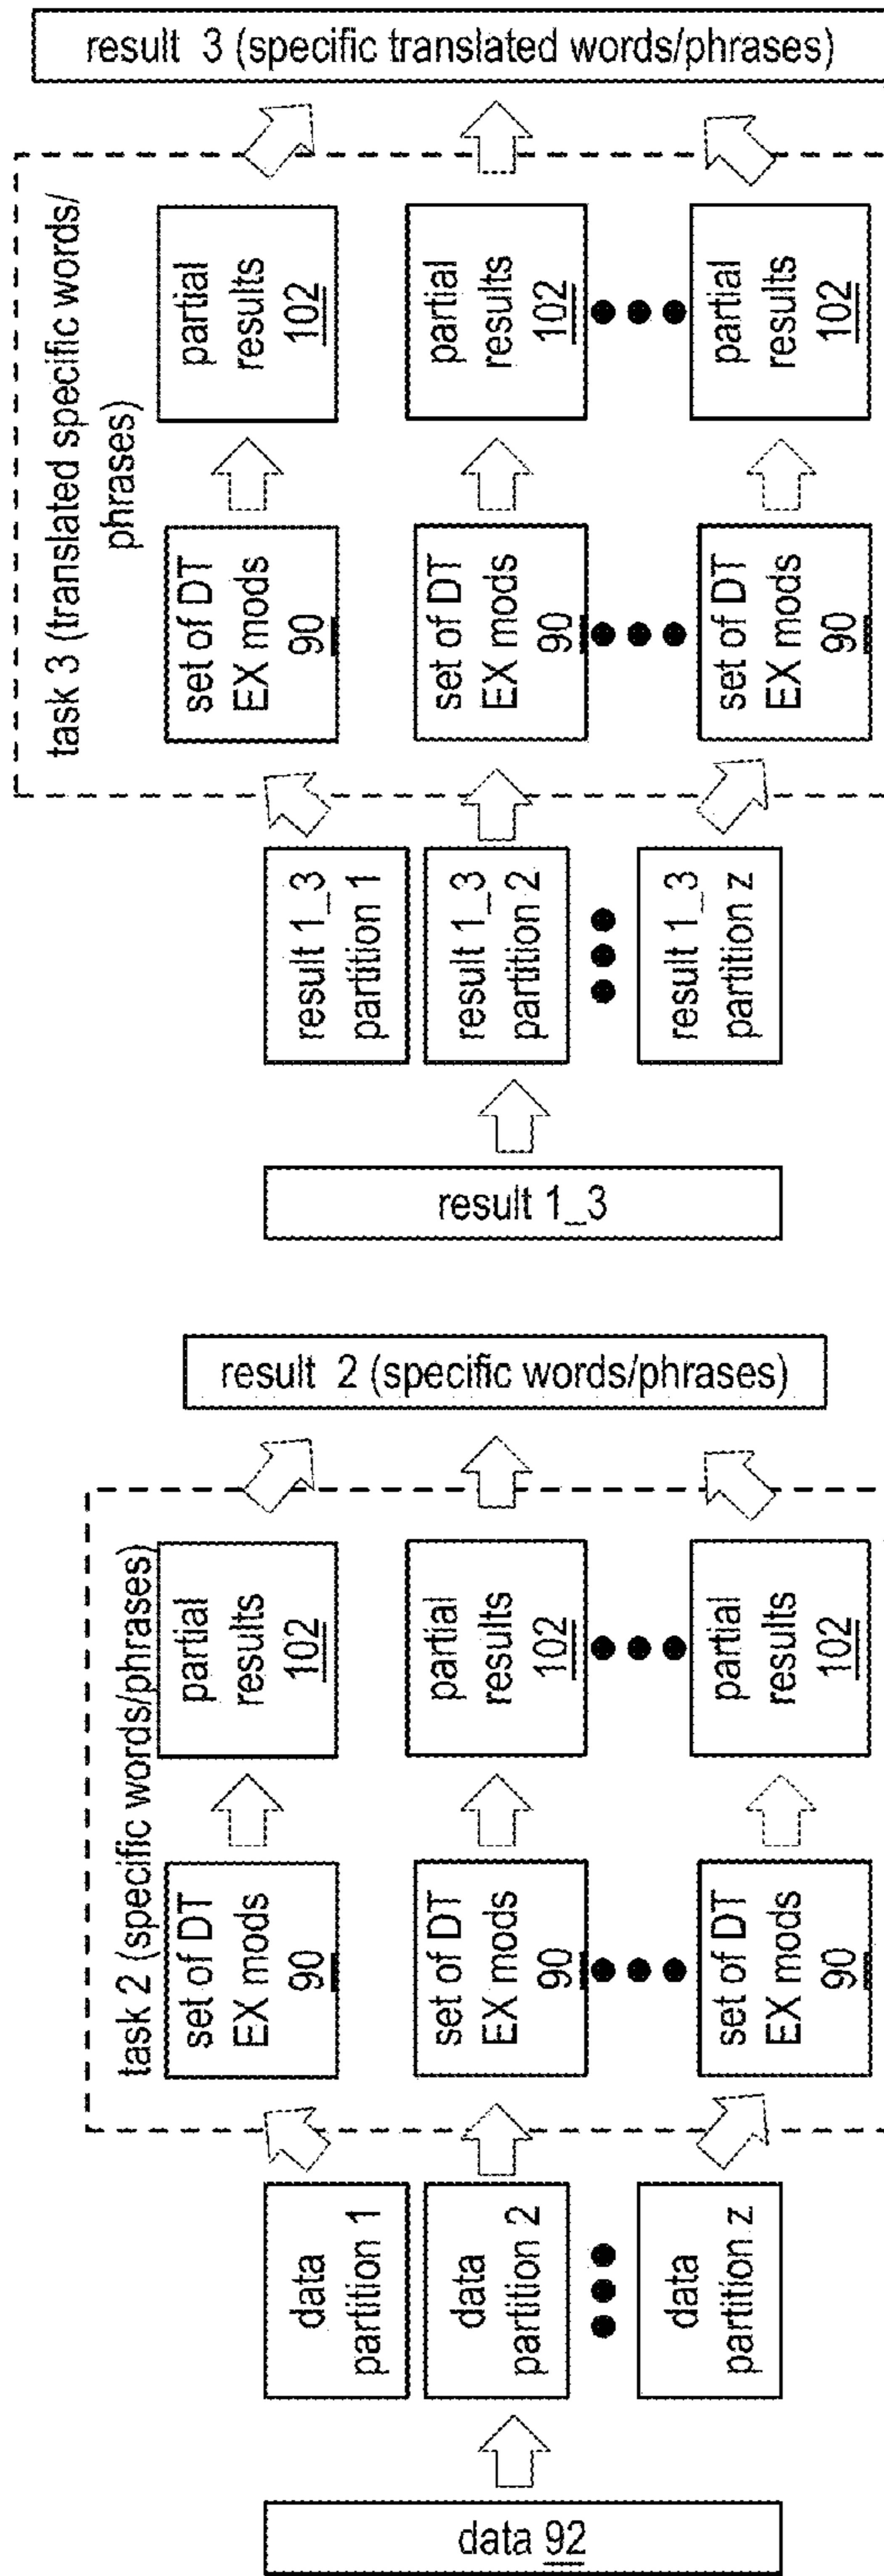 task 2 (specific words/phrases)
data 92
data
partition 1
data
partition 2
data
partition z
set of DT
EX mods
90
set of DT
EX mods
90
set of DT
EX mods
90
partial
results
102
partial
results
102
partial
results
102
result 2 (specific words/phrases)
task 3 (translated specific words/
phrases)
result 1_3
result 1_3
partition 1
result 1_3
partition 2
result 1_3
partition z
set of DT
EX mods
90
set of DT
EX mods
90
set of DT
EX mods
90
partial
results
102
partial
results
102
partial
results
102
result 3 (specific translated words/phrases)